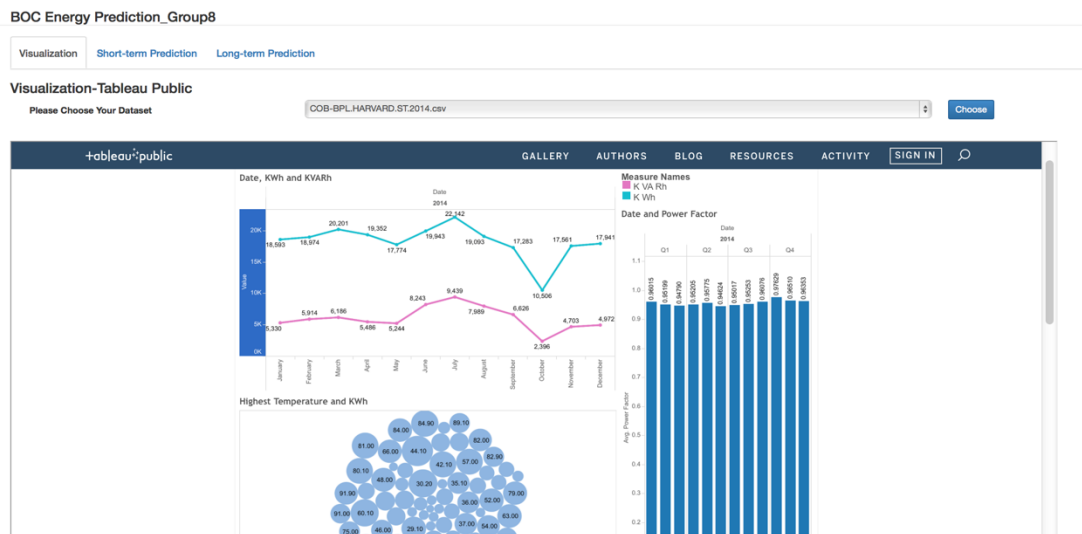 BOC Energy Prediction_Group8
Visualization Short-term Prediction Long-term Prediction
Visualization-Tableau Public
Please Choose Your Dataset COB-BPL.HARVARD.ST.2014.csv Choose
+ableau public GALLERY AUTHORS BLOG RESOURCES ACTIVITY SIGN IN
Date, KWh and KVARh
Date
2014
Value
20K
15K
10K
5K
0K
18,593 18,974 20,201 19,352 17,774 19,943 22,142 19,093 17,283 10,506 17,561 17,941
5,330 5,914 6,186 5,486 5,244 8,243 9,439 7,989 6,626 2,396 4,703 4,972
January February March April May June July August September October November December
Measure Names
K VA Rh
K Wh
Date and Power Factor
Date
2014
Q1 Q2 Q3 Q4
Avg. Power Factor
1.1
1.0
0.9
0.8
0.7
0.6
0.5
0.4
0.3
0.2
0.96015 0.95199 0.94790 0.95205 0.95775 0.94624 0.95017 0.95253 0.96076 0.97629 0.96510 0.96353
Highest Temperature and KWh
84.90 89.10
84.00
82.00
81.00 66.00 44.10
82.90
42.10 57.00
80.10
48.00 30.20 35.10
91.90 79.00
36.00 52.00
91.00 60.10 63.00
37.00 54.00
75.00 46.00 29.10